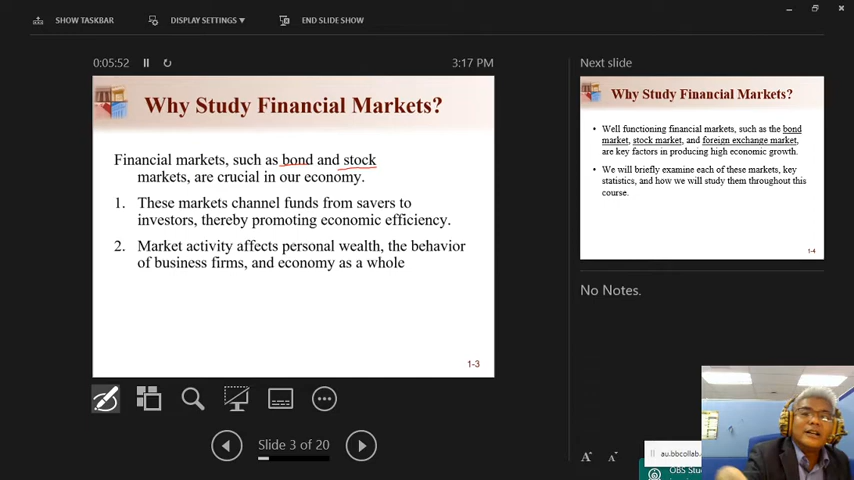 SHOW TASKBAR
DISPLAY SETTINGS ▼
END SLIDE SHOW
0:05:52
3:17 PM
Why Study Financial Markets?
Financial markets, such as bond and stock
markets, are crucial in our economy.
1. These markets channel funds from savers to
investors, thereby promoting economic efficiency.
2. Market activity affects personal wealth, the behavior
of business firms, and economy as a whole
1-3
Slide 3 of 20
Next slide
Why Study Financial Markets?
• Well functioning financial markets, such as the bond
market, stock market, and foreign exchange market,
are key factors in producing high economic growth.
• We will briefly examine each of these markets, key
statistics, and how we will study them throughout this
course.
1-4
No Notes.
A A
au.bbcollab.
OBS Stu